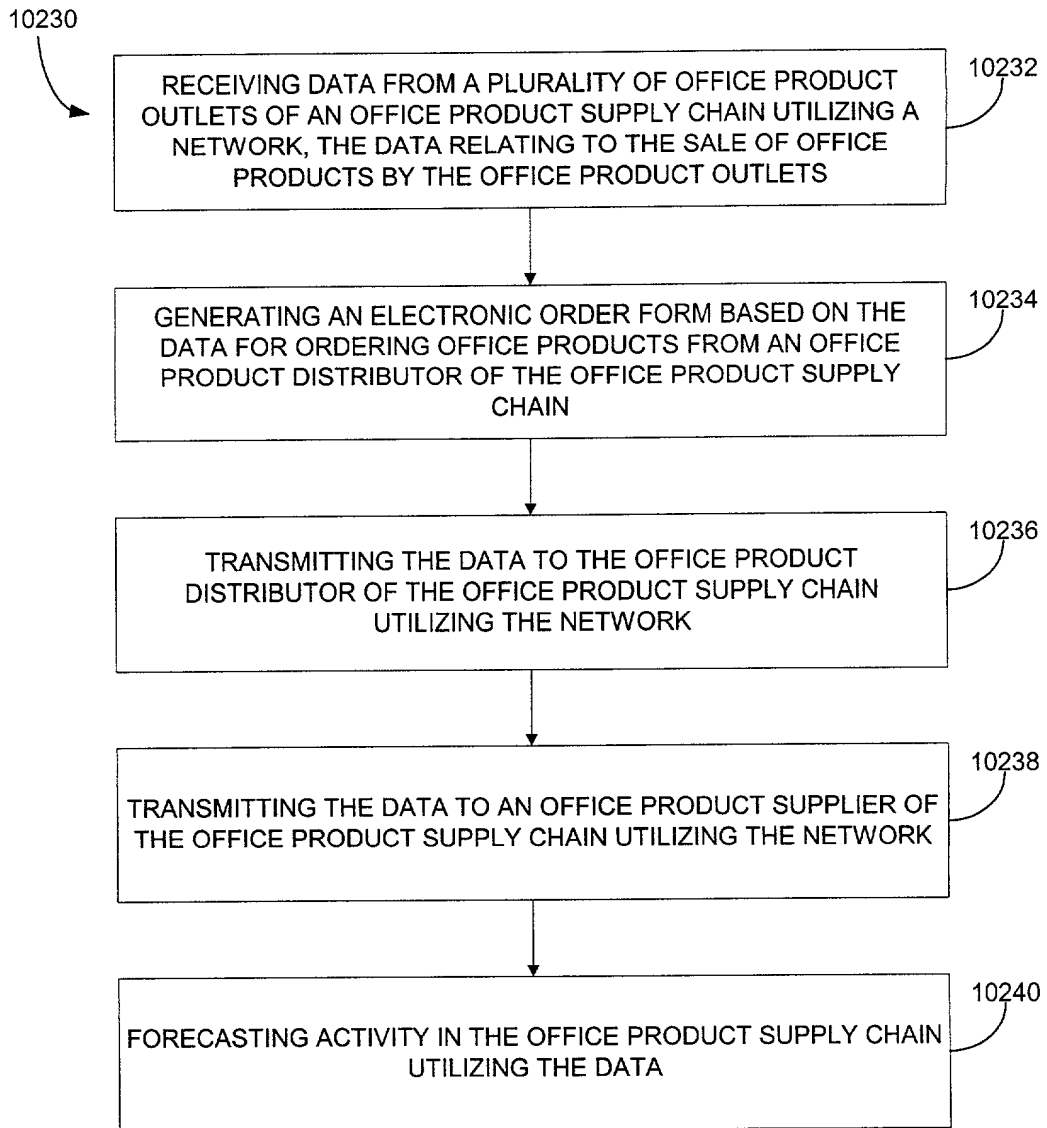 10230
RECEIVING DATA FROM A PLURALITY OF OFFICE PRODUCT
OUTLETS OF AN OFFICE PRODUCT SUPPLY CHAIN UTILIZING A
NETWORK, THE DATA RELATING TO THE SALE OF OFFICE
PRODUCTS BY THE OFFICE PRODUCT OUTLETS
10232
GENERATING AN ELECTRONIC ORDER FORM BASED ON THE
DATA FOR ORDERING OFFICE PRODUCTS FROM AN OFFICE
PRODUCT DISTRIBUTOR OF THE OFFICE PRODUCT SUPPLY
CHAIN
10234
TRANSMITTING THE DATA TO THE OFFICE PRODUCT
DISTRIBUTOR OF THE OFFICE PRODUCT SUPPLY CHAIN
UTILIZING THE NETWORK
10236
TRANSMITTING THE DATA TO AN OFFICE PRODUCT SUPPLIER OF
THE OFFICE PRODUCT SUPPLY CHAIN UTILIZING THE NETWORK
10238
FORECASTING ACTIVITY IN THE OFFICE PRODUCT SUPPLY CHAIN
UTILIZING THE DATA
10240